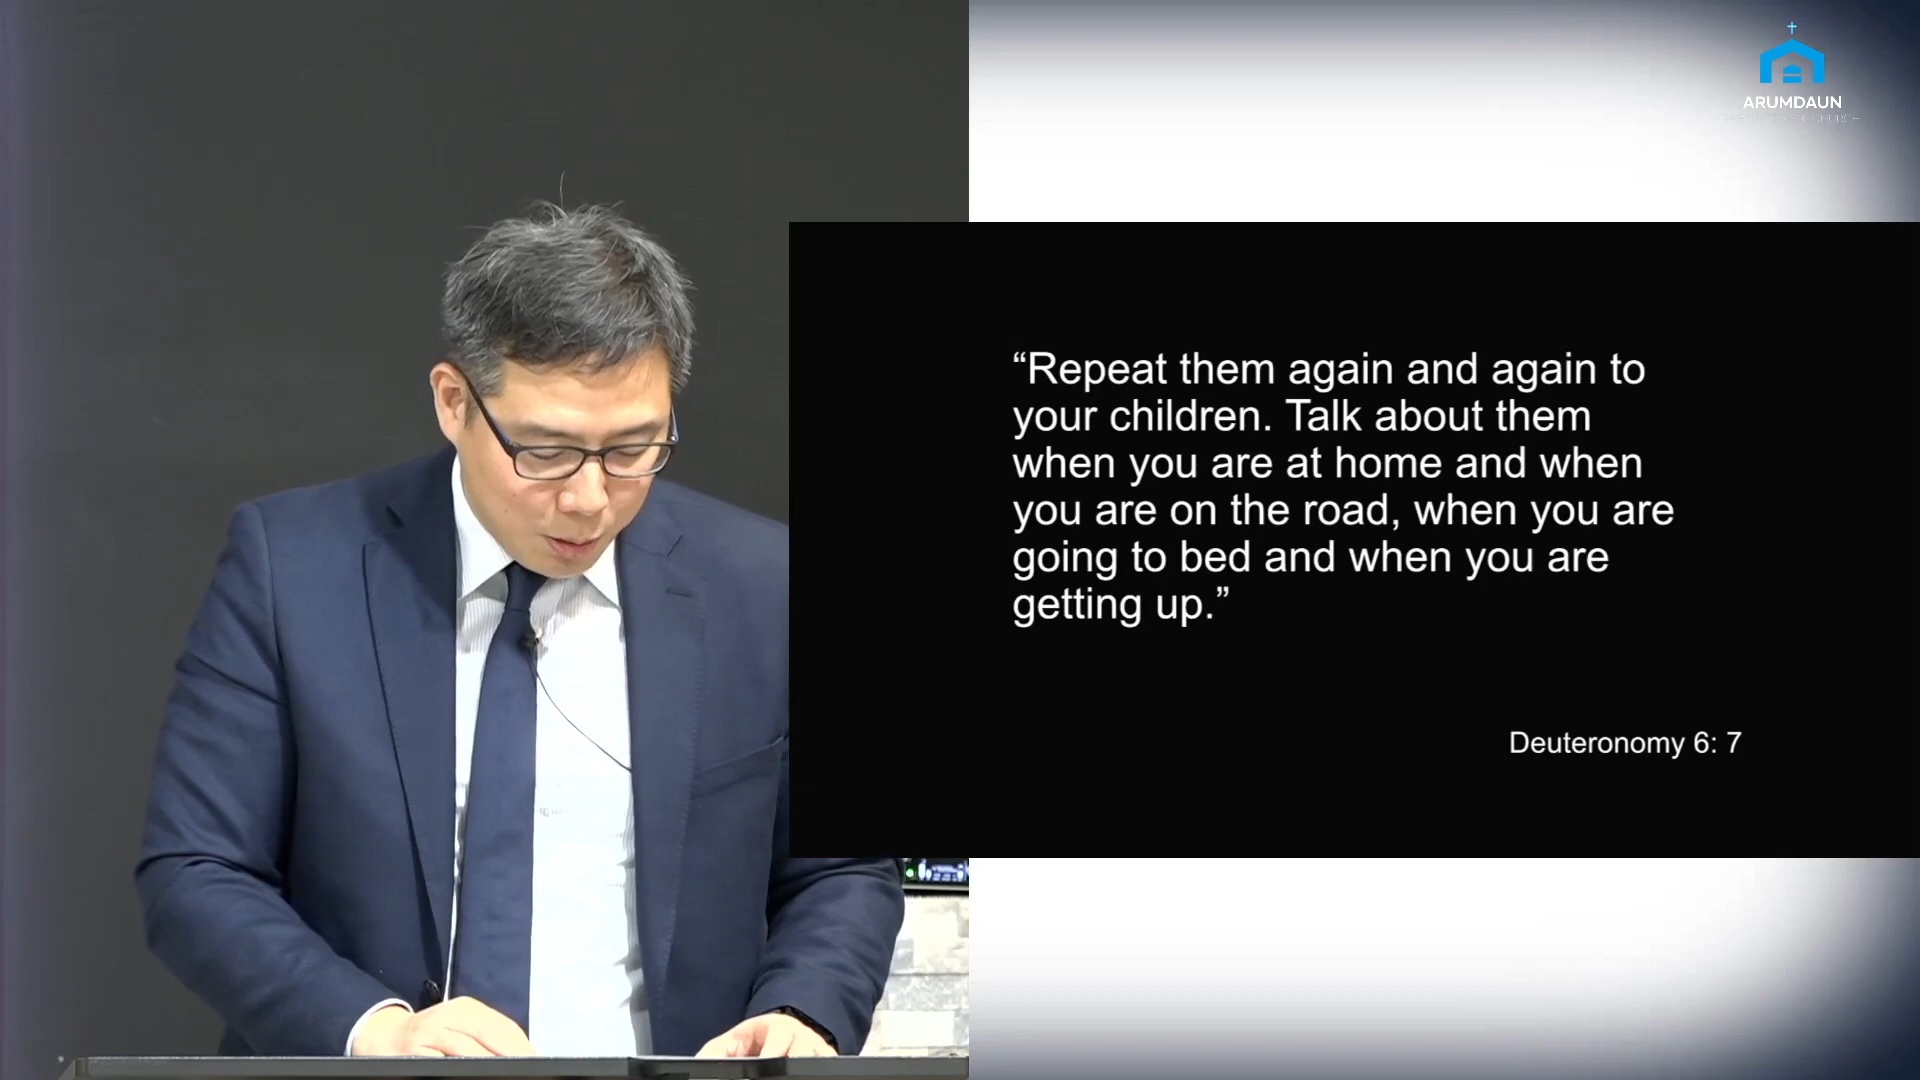 ARUMDAUN
“Repeat them again and again to
your children. Talk about them
when you are at home and when
you are on the road, when you are
going to bed and when you are
getting up.”
Deuteronomy 6: 7